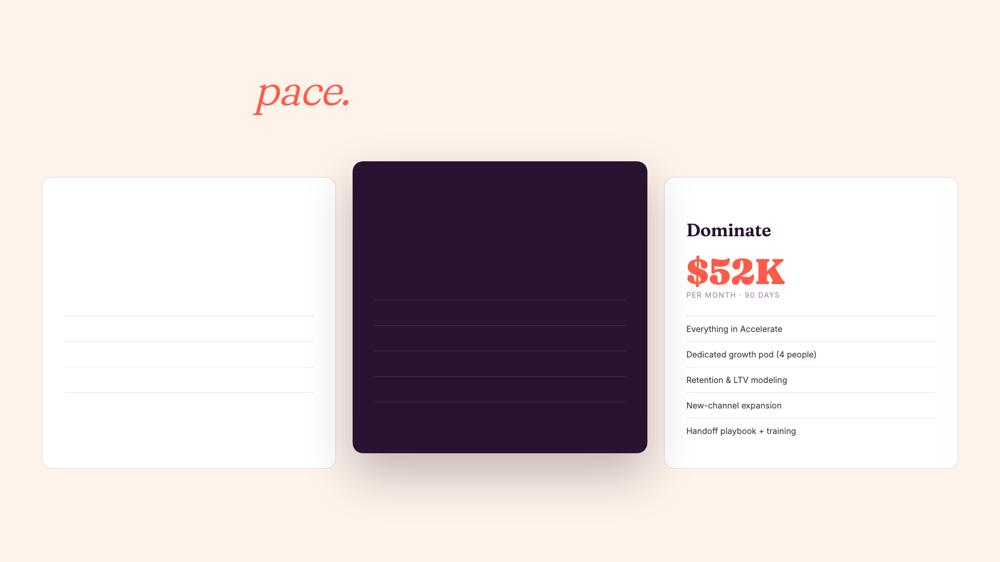 pace.
Dominate
$52K
PER MONTH · 90 DAYS
Everything in Accelerate
Dedicated growth pod (4 people)
Retention & LTV modeling
New-channel expansion
Handoff playbook + training